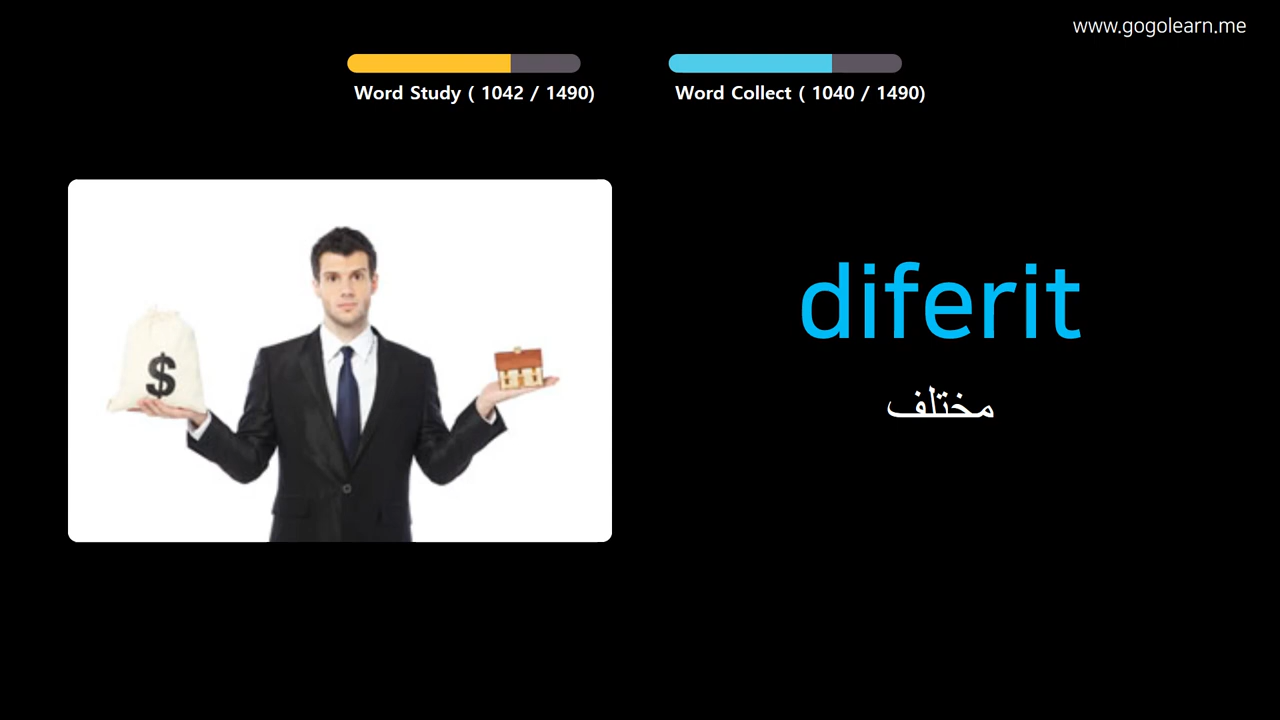 www.gogolearn.me
Word Study ( 1042 / 1490)
Word Collect ( 1040 / 1490)
$
diferit
مختلف